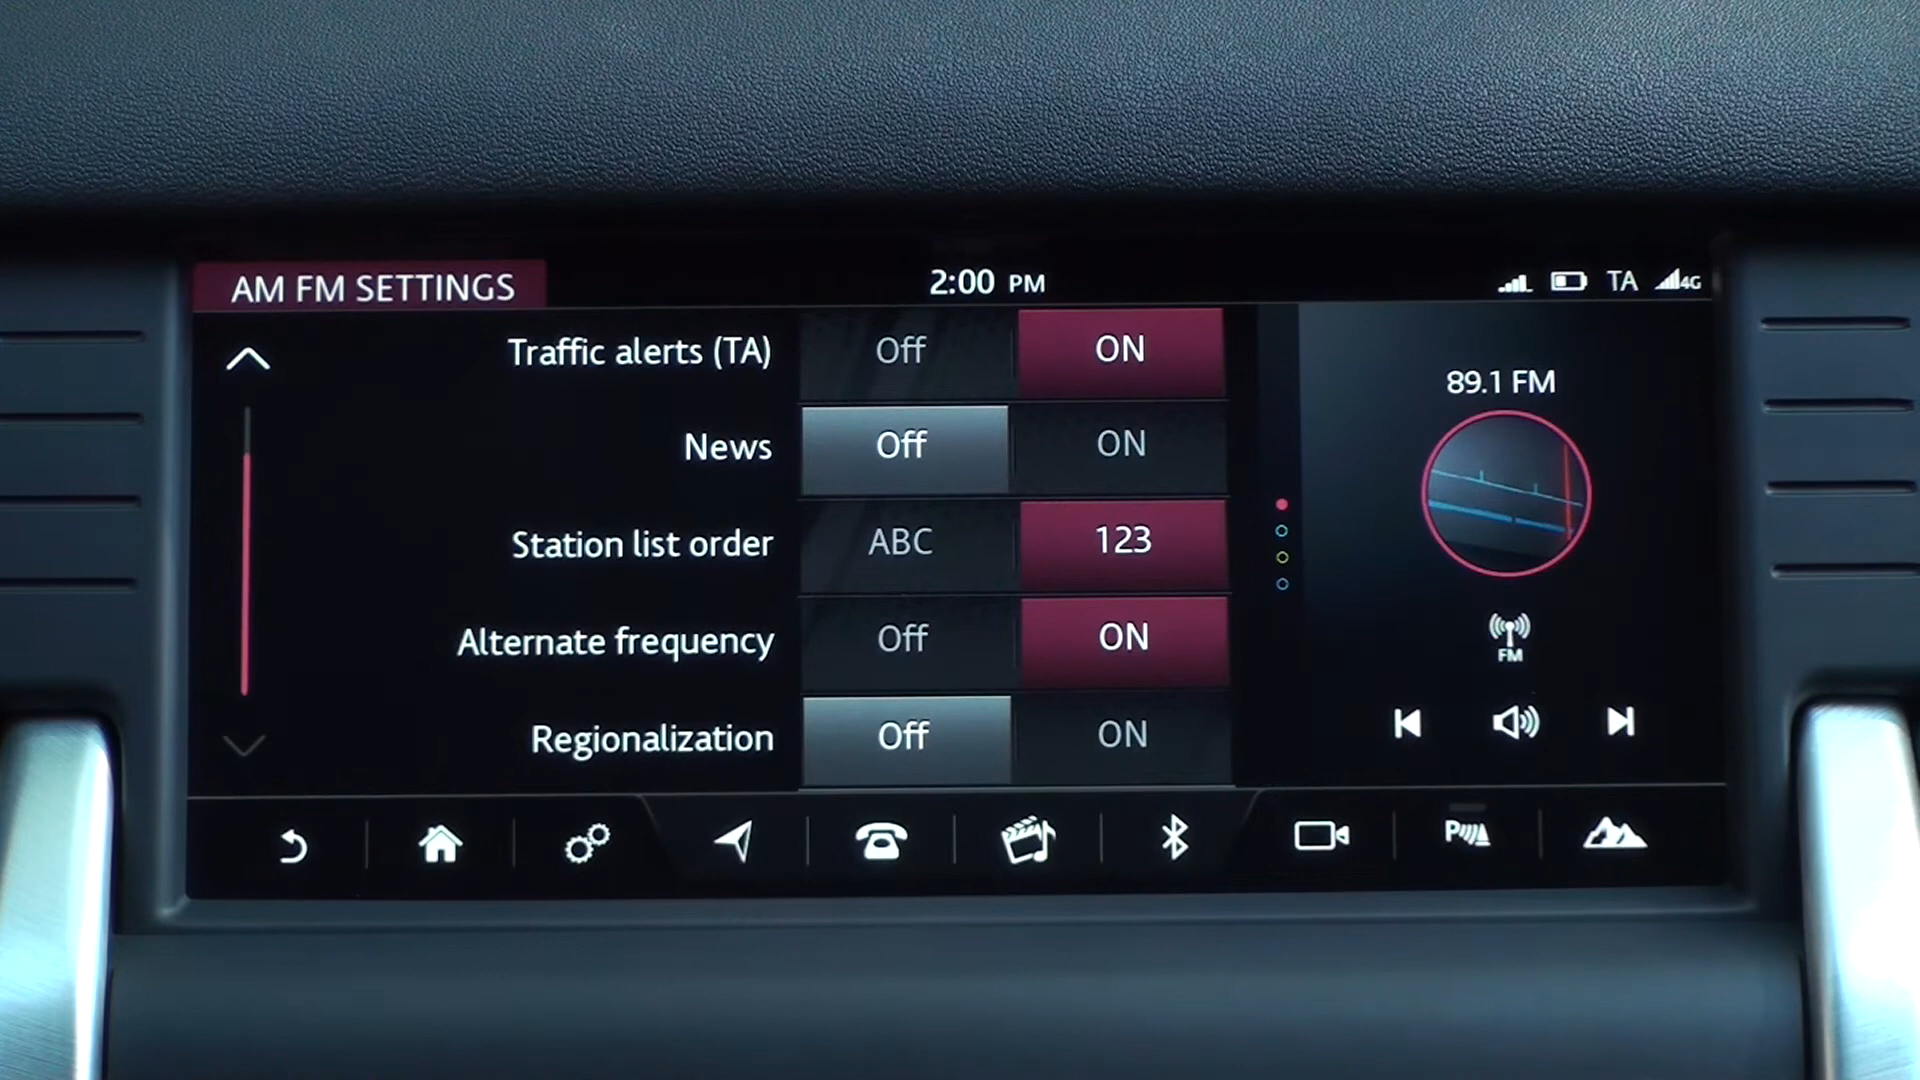 AM FM SETTINGS
2:00 PM
TA 4G
Traffic alerts (TA) Off ON
News Off ON
Station list order ABC 123
Alternate frequency Off ON
Regionalization Off ON
89.1 FM
FM
P